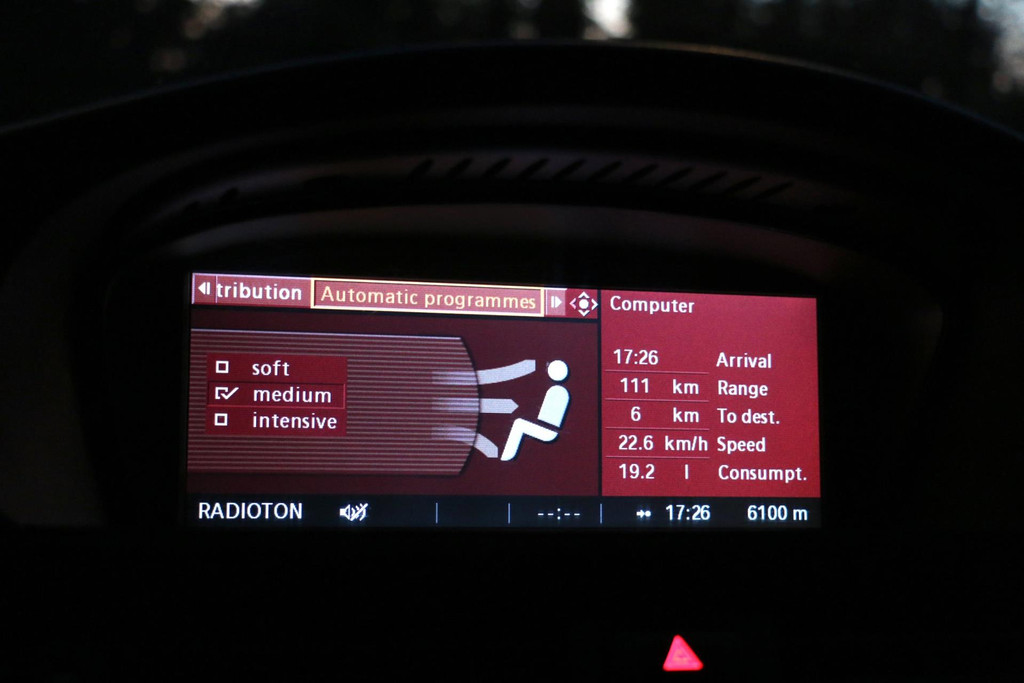 tribution Automatic programmes
soft
medium
intensive
Computer
17:26 Arrival
111 km Range
6 km To dest.
22.6 km/h Speed
19.2 l Consumpt.
RADIOTON --:-- 17:26 6100 m